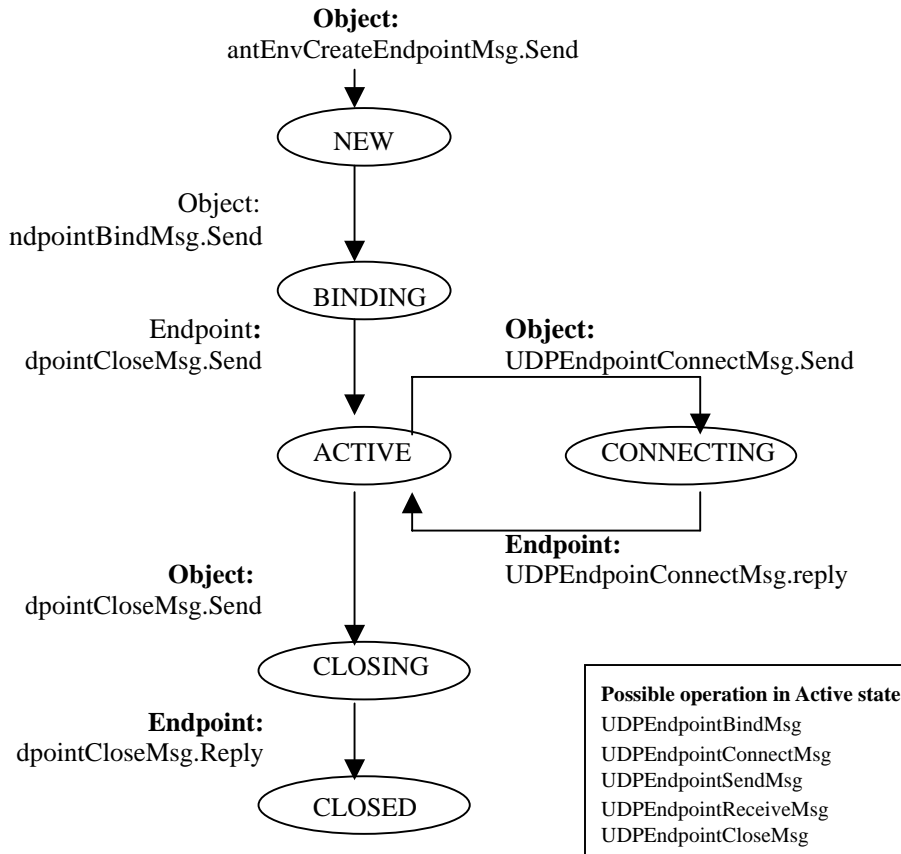 Object:
antEnvCreateEndpointMsg.Send
NEW
Object:
ndpointBindMsg.Send
BINDING
Endpoint:
dpointCloseMsg.Send
Object:
UDPEndpointConnectMsg.Send
ACTIVE
CONNECTING
Endpoint:
UDPEndpoinConnectMsg.reply
Object:
dpointCloseMsg.Send
CLOSING
Endpoint:
dpointCloseMsg.Reply
CLOSED
Possible operation in Active state
UDPEndpointBindMsg
UDPEndpointConnectMsg
UDPEndpointSendMsg
UDPEndpointReceiveMsg
UDPEndpointCloseMsg